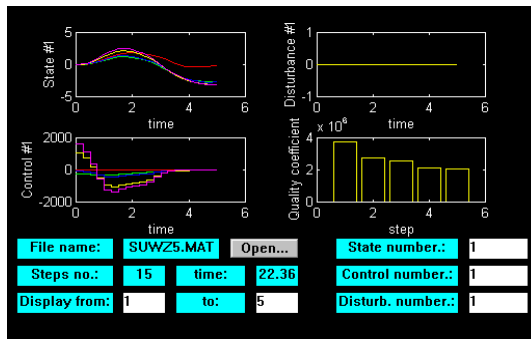 State #1
5
0
-5
0 2 4 6
time
Disturbance #1
1
0
-1
0 2 4 6
time
Control #1
2000
0
-2000
0 2 4 6
time
Quality coefficient
x 10^6
4
2
0
0 2 4 6
step
File name: SUWZ5.MAT Open... State number.: 1
Steps no.: 15 time: 22.36 Control number.: 1
Display from: 1 to: 5 Disturb. number.: 1